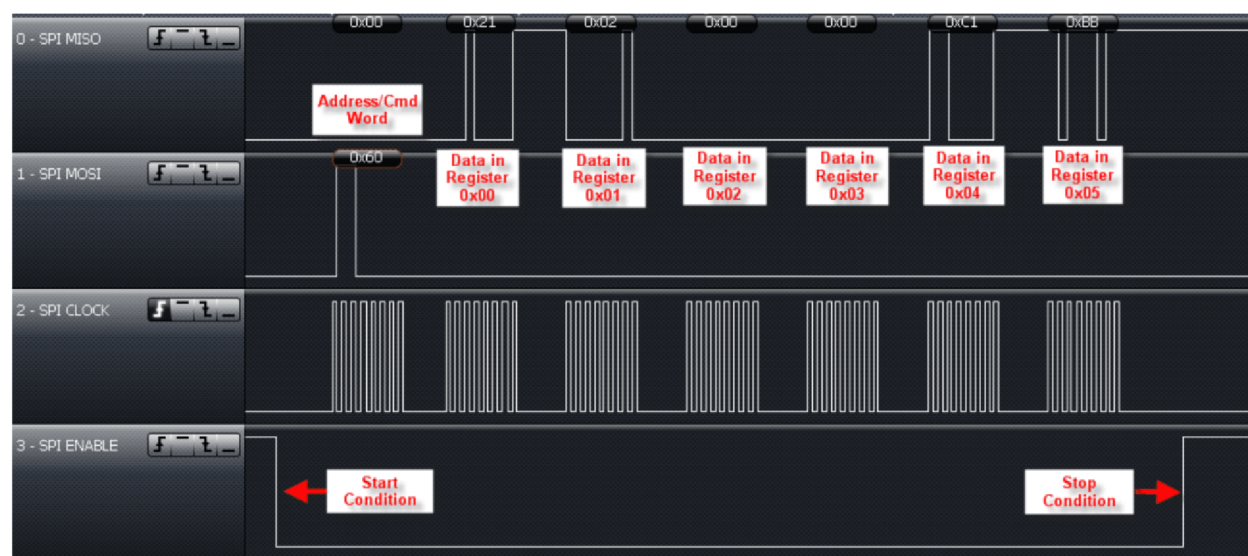 0x00 0x21 0x02 0x00 0x00 0xC1 0xBB
0 - SPI MISO
Address/Cmd
Word
0x60
1 - SPI MOSI
Data in
Register
0x00
Data in
Register
0x01
Data in
Register
0x02
Data in
Register
0x03
Data in
Register
0x04
Data in
Register
0x05
2 - SPI CLOCK
3 - SPI ENABLE
Start
Condition
Stop
Condition